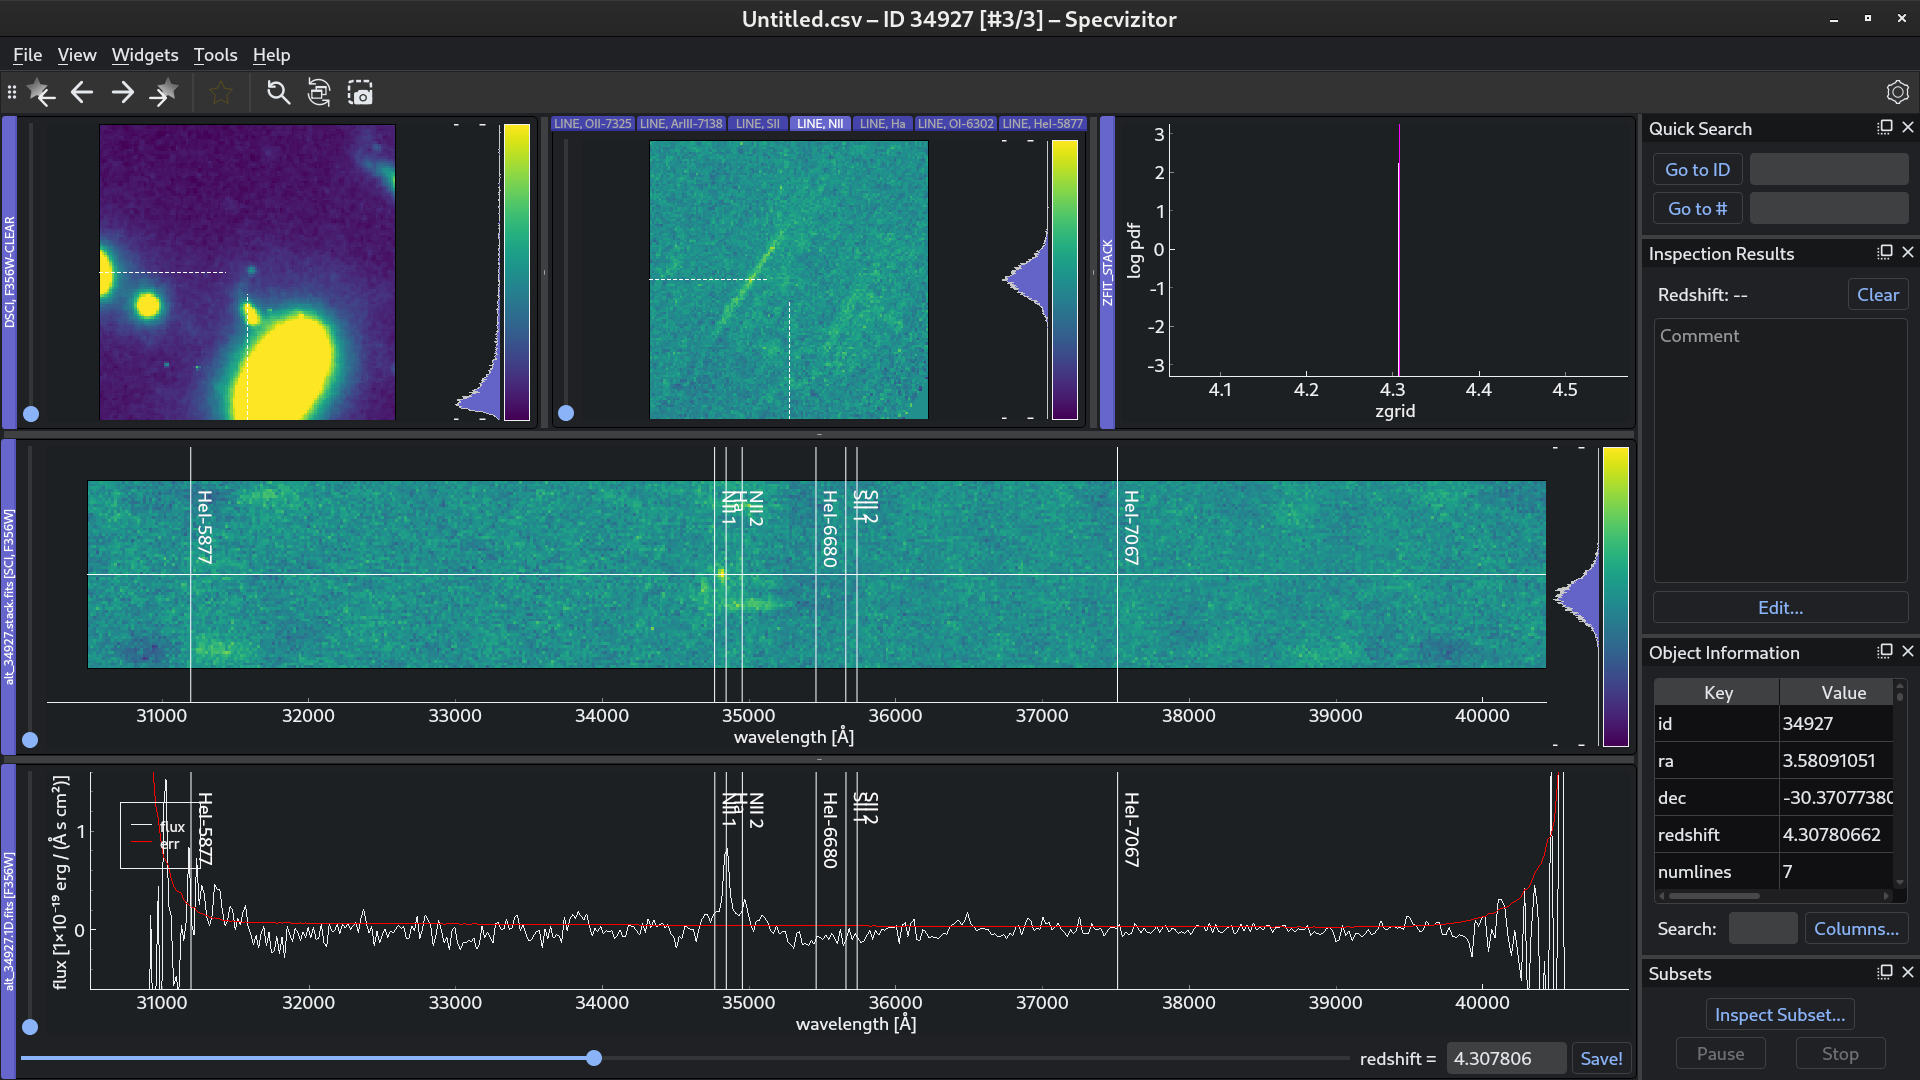 Untitled.csv – ID 34927 [#3/3] – Specvizitor
File View Widgets Tools Help
DSCI, F356W-CLEAR
LINE, OII-7325 LINE, ArIII-7138 LINE, SII LINE, NII LINE, Ha LINE, OI-6302 LINE, HeI-5877
ZFIT_STACK
log pdf
3
2
1
0
-1
-2
-3
4.1 4.2 4.3 4.4 4.5
zgrid
alt_34927.stack.fits [SCI, F356W]
HeI-5877 NII 1 Ha NII 2 HeI-6680 SII 1 SII 2 HeI-7067
31000 32000 33000 34000 35000 36000 37000 38000 39000 40000
wavelength [Å]
alt_34927.1D.fits [F356W]
flux [1×10⁻¹⁹ erg / (Å s cm²)]
1
0
flux
err
HeI-5877 NII 1 Ha NII 2 HeI-6680 SII 1 SII 2 HeI-7067
31000 32000 33000 34000 35000 36000 37000 38000 39000 40000
wavelength [Å]
redshift = 4.307806 Save!
Quick Search
Go to ID
Go to #
Inspection Results
Redshift: -- Clear
Comment
Edit...
Object Information
Key Value
id 34927
ra 3.58091051
dec -30.37077380
redshift 4.30780662
numlines 7
Search: Columns...
Subsets
Inspect Subset...
Pause Stop